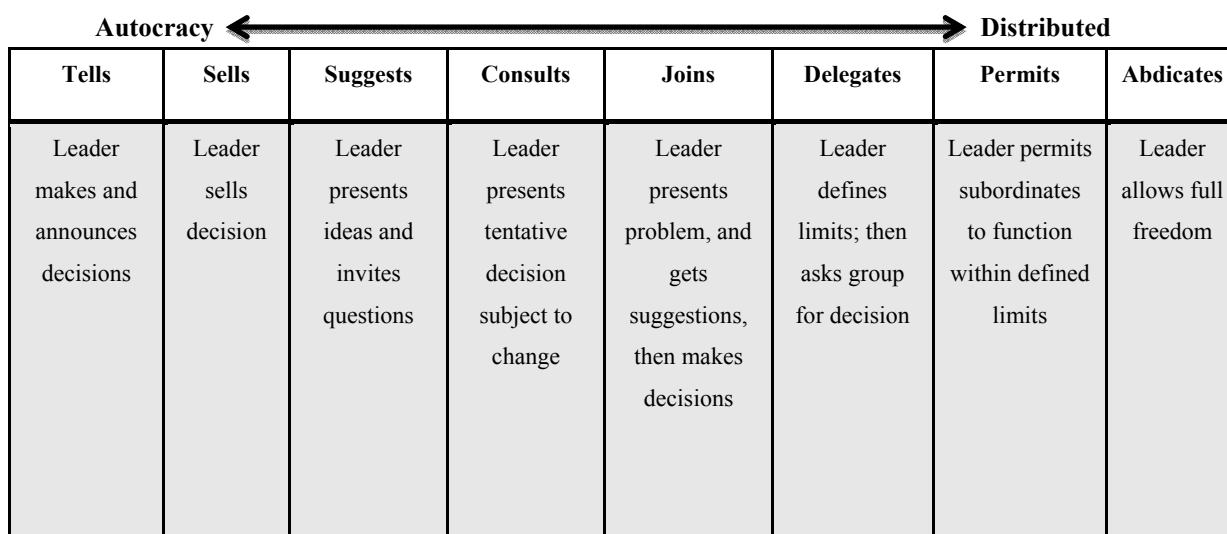 Autocracy Distributed
Tells Sells Suggests Consults Joins Delegates Permits Abdicates
Leader
makes and
announces
decisions
Leader
sells
decision
Leader
presents
ideas and
invites
questions
Leader
presents
tentative
decision
subject to
change
Leader
presents
problem, and
gets
suggestions,
then makes
decisions
Leader
defines
limits; then
asks group
for decision
Leader permits
subordinates
to function
within defined
limits
Leader
allows full
freedom